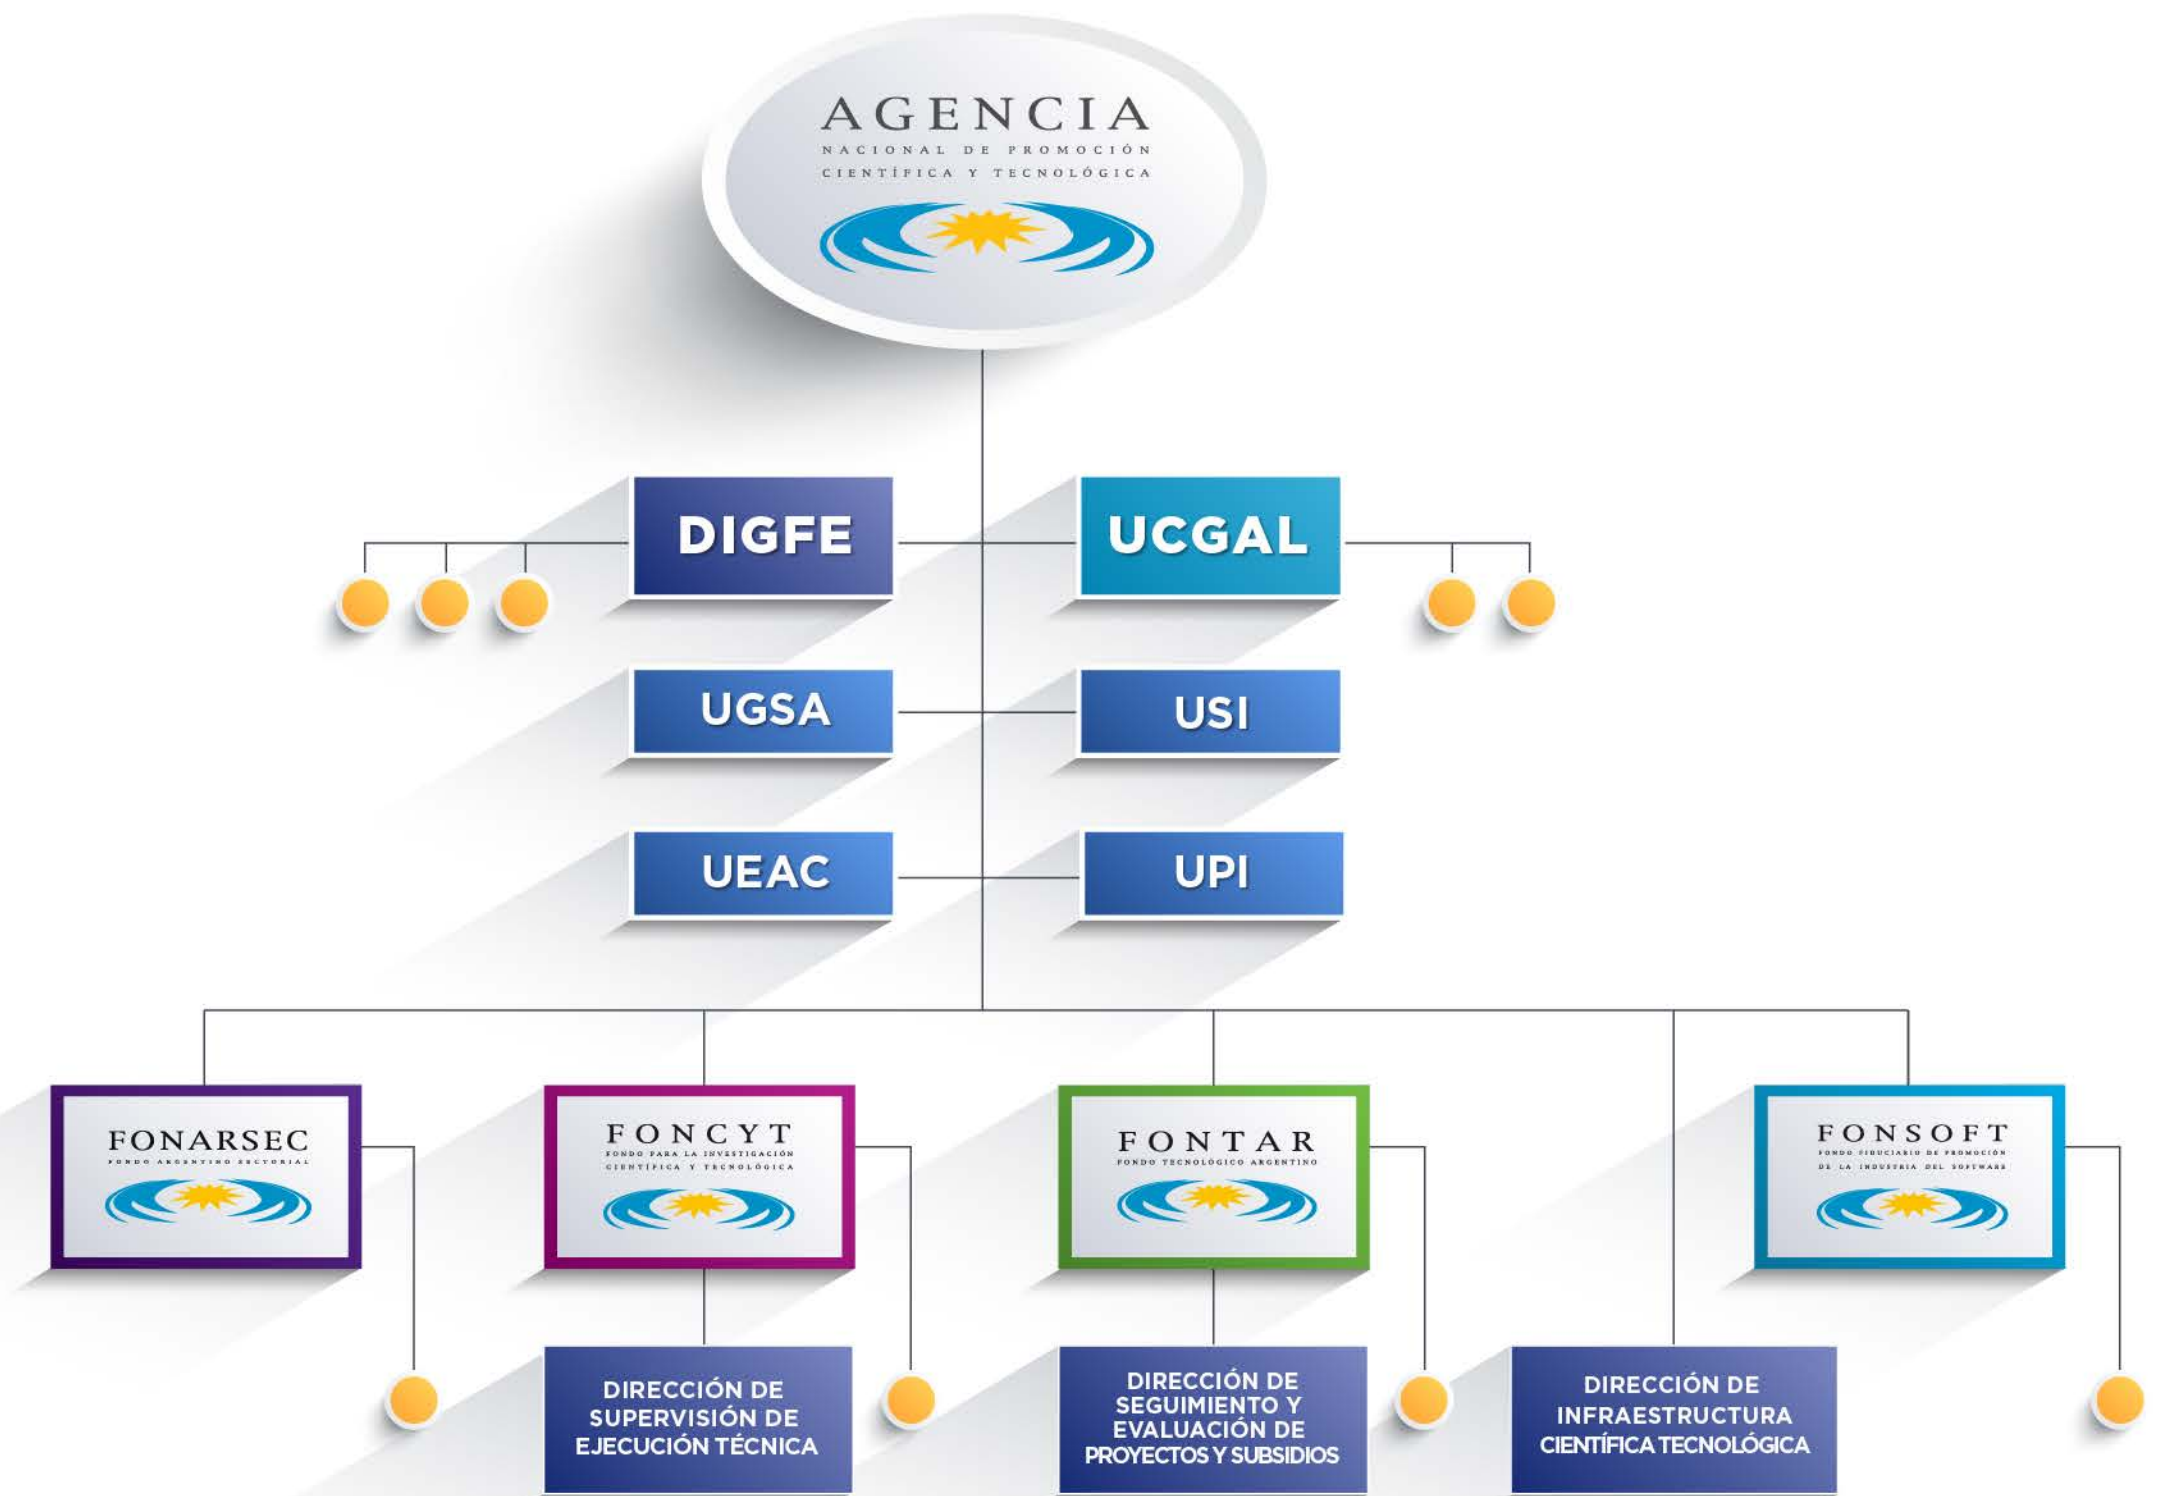 AGENCIA
NACIONAL DE PROMOCIÓN
CIENTÍFICA Y TECNOLÓGICA
DIGFE
UCGAL
UGSA
USI
UEAC
UPI
FONARSEC
FONDO ARGENTINO SECTORIAL
FONCYT
FONDO PARA LA INVESTIGACIÓN
CIENTÍFICA Y TECNOLÓGICA
FONTAR
FONDO TECNOLÓGICO ARGENTINO
FONSOFT
FONDO FIDUCIARIO DE PROMOCIÓN
DE LA INDUSTRIA DEL SOFTWARE
DIRECCIÓN DE
SUPERVISIÓN DE
EJECUCIÓN TÉCNICA
DIRECCIÓN DE
SEGUIMIENTO Y
EVALUACIÓN DE
PROYECTOS Y SUBSIDIOS
DIRECCIÓN DE
INFRAESTRUCTURA
CIENTÍFICA TECNOLÓGICA